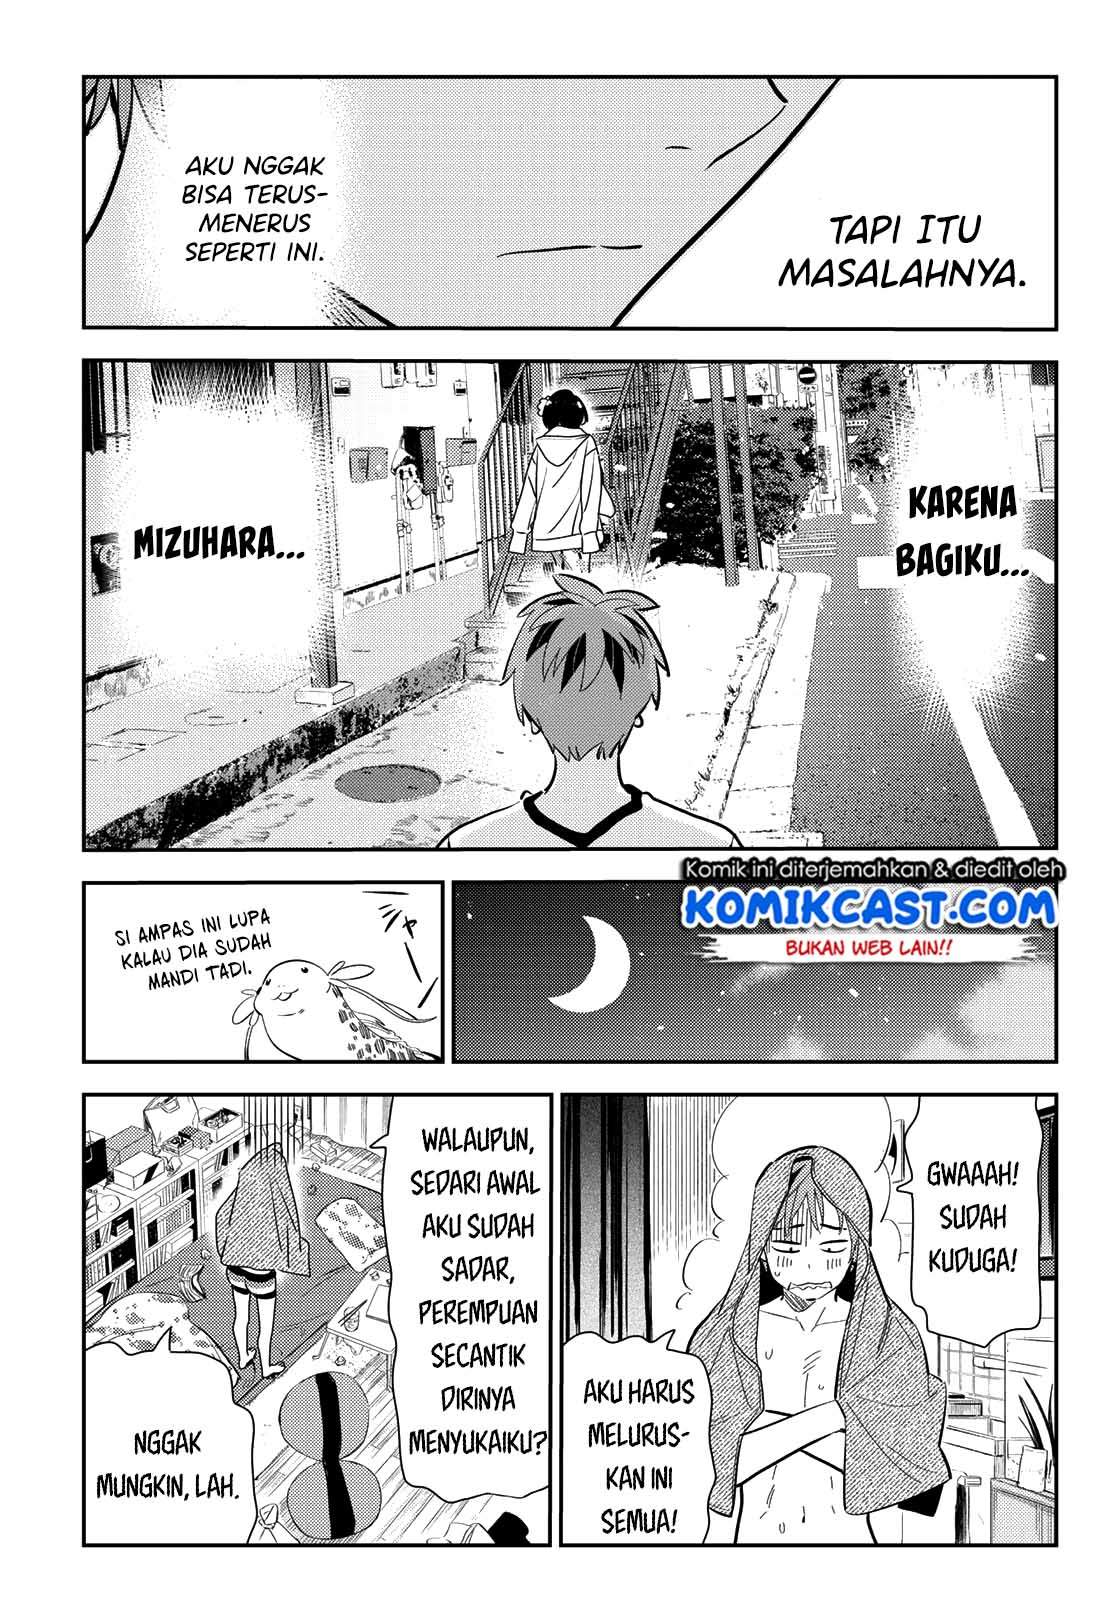 TAPI ITU
MASALAHNYA.
AKU NGGAK
BISA TERUS-
MENERUS
SEPERTI INI.
KARENA
BAGIKU...
MIZUHARA...
Komik ini diterjemahkan & diedit oleh
KOMIKCAST.COM
BUKAN WEB LAIN!!
SI AMPAS INI LUPA
KALAU DIA SUDAH
MANDI TADI.
GWAAAH!
SUDAH
KUDUGA!
AKU HARUS
MELURUS-
KAN INI
SEMUA!
WALAUPUN,
SEDARI AWAL
AKU SUDAH
SADAR,
PEREMPUAN
SECANTIK
DIRINYA
MENYUKAIKU?
NGGAK
MUNGKIN, LAH.